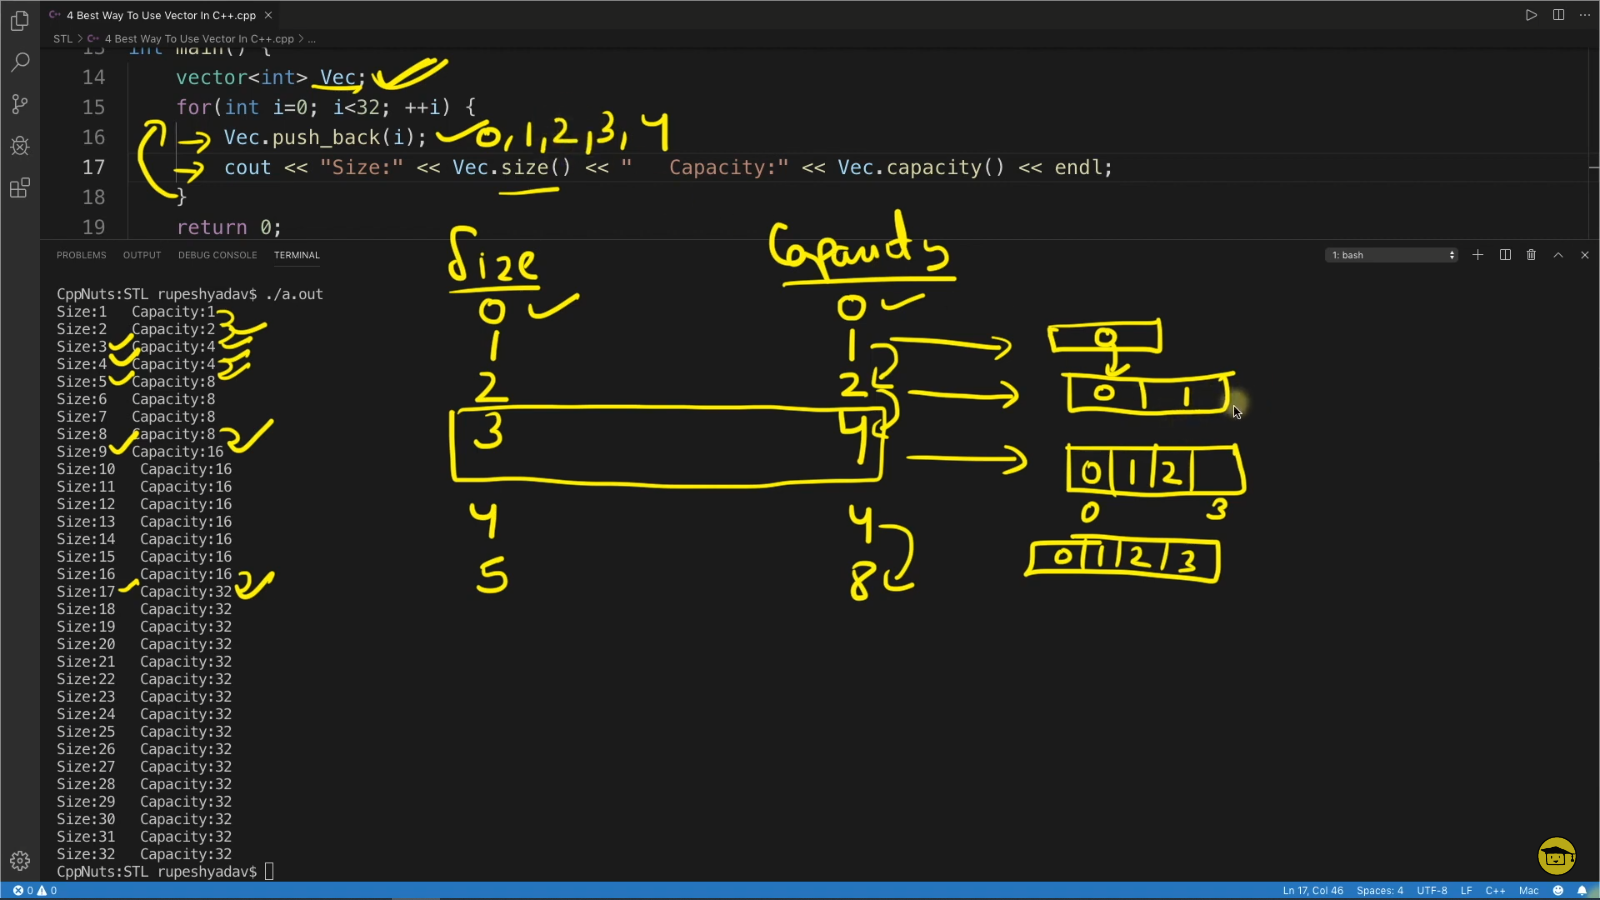 4 Best Way To Use Vector In C++.cpp
STL > 4 Best Way To Use Vector In C++.cpp > ...
13 int main() {
14 vector<int> Vec;
15 for(int i=0; i<32; ++i) {
16 Vec.push_back(i); 0,1,2,3,4
17 cout << "Size:" << Vec.size() << "   Capacity:" << Vec.capacity() << endl;
18 }
19 return 0;
PROBLEMS OUTPUT DEBUG CONSOLE TERMINAL 1: bash
CppNuts:STL rupeshyadav$ ./a.out
Size:1   Capacity:1
Size:2   Capacity:2
Size:3   Capacity:4
Size:4   Capacity:4
Size:5   Capacity:8
Size:6   Capacity:8
Size:7   Capacity:8
Size:8   Capacity:8
Size:9   Capacity:16
Size:10   Capacity:16
Size:11   Capacity:16
Size:12   Capacity:16
Size:13   Capacity:16
Size:14   Capacity:16
Size:15   Capacity:16
Size:16   Capacity:16
Size:17   Capacity:32
Size:18   Capacity:32
Size:19   Capacity:32
Size:20   Capacity:32
Size:21   Capacity:32
Size:22   Capacity:32
Size:23   Capacity:32
Size:24   Capacity:32
Size:25   Capacity:32
Size:26   Capacity:32
Size:27   Capacity:32
Size:28   Capacity:32
Size:29   Capacity:32
Size:30   Capacity:32
Size:31   Capacity:32
Size:32   Capacity:32
CppNuts:STL rupeshyadav$
Size
0 0
1 1
2 2
3 4
4 4
5 8
0
0 1
0 1 2
0 3
0 1 2 3
0 0 Ln 17, Col 46 Spaces: 4 UTF-8 LF C++ Mac